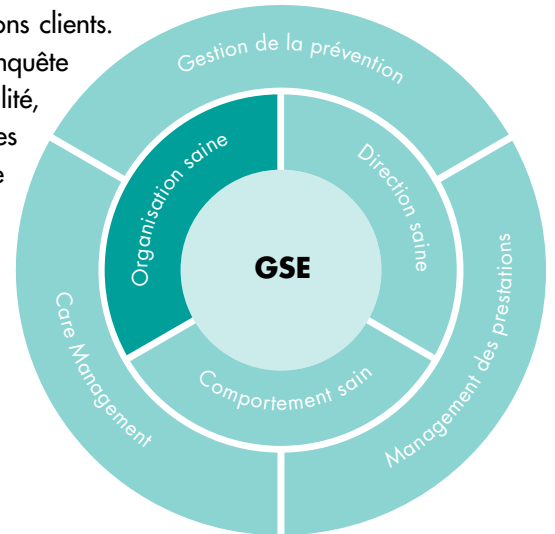 ons clients.
nquête
lité,
es
e
Gestion de la prévention
Organisation saine
Direction saine
GSE
Comportement sain
Care Management
Management des prestations